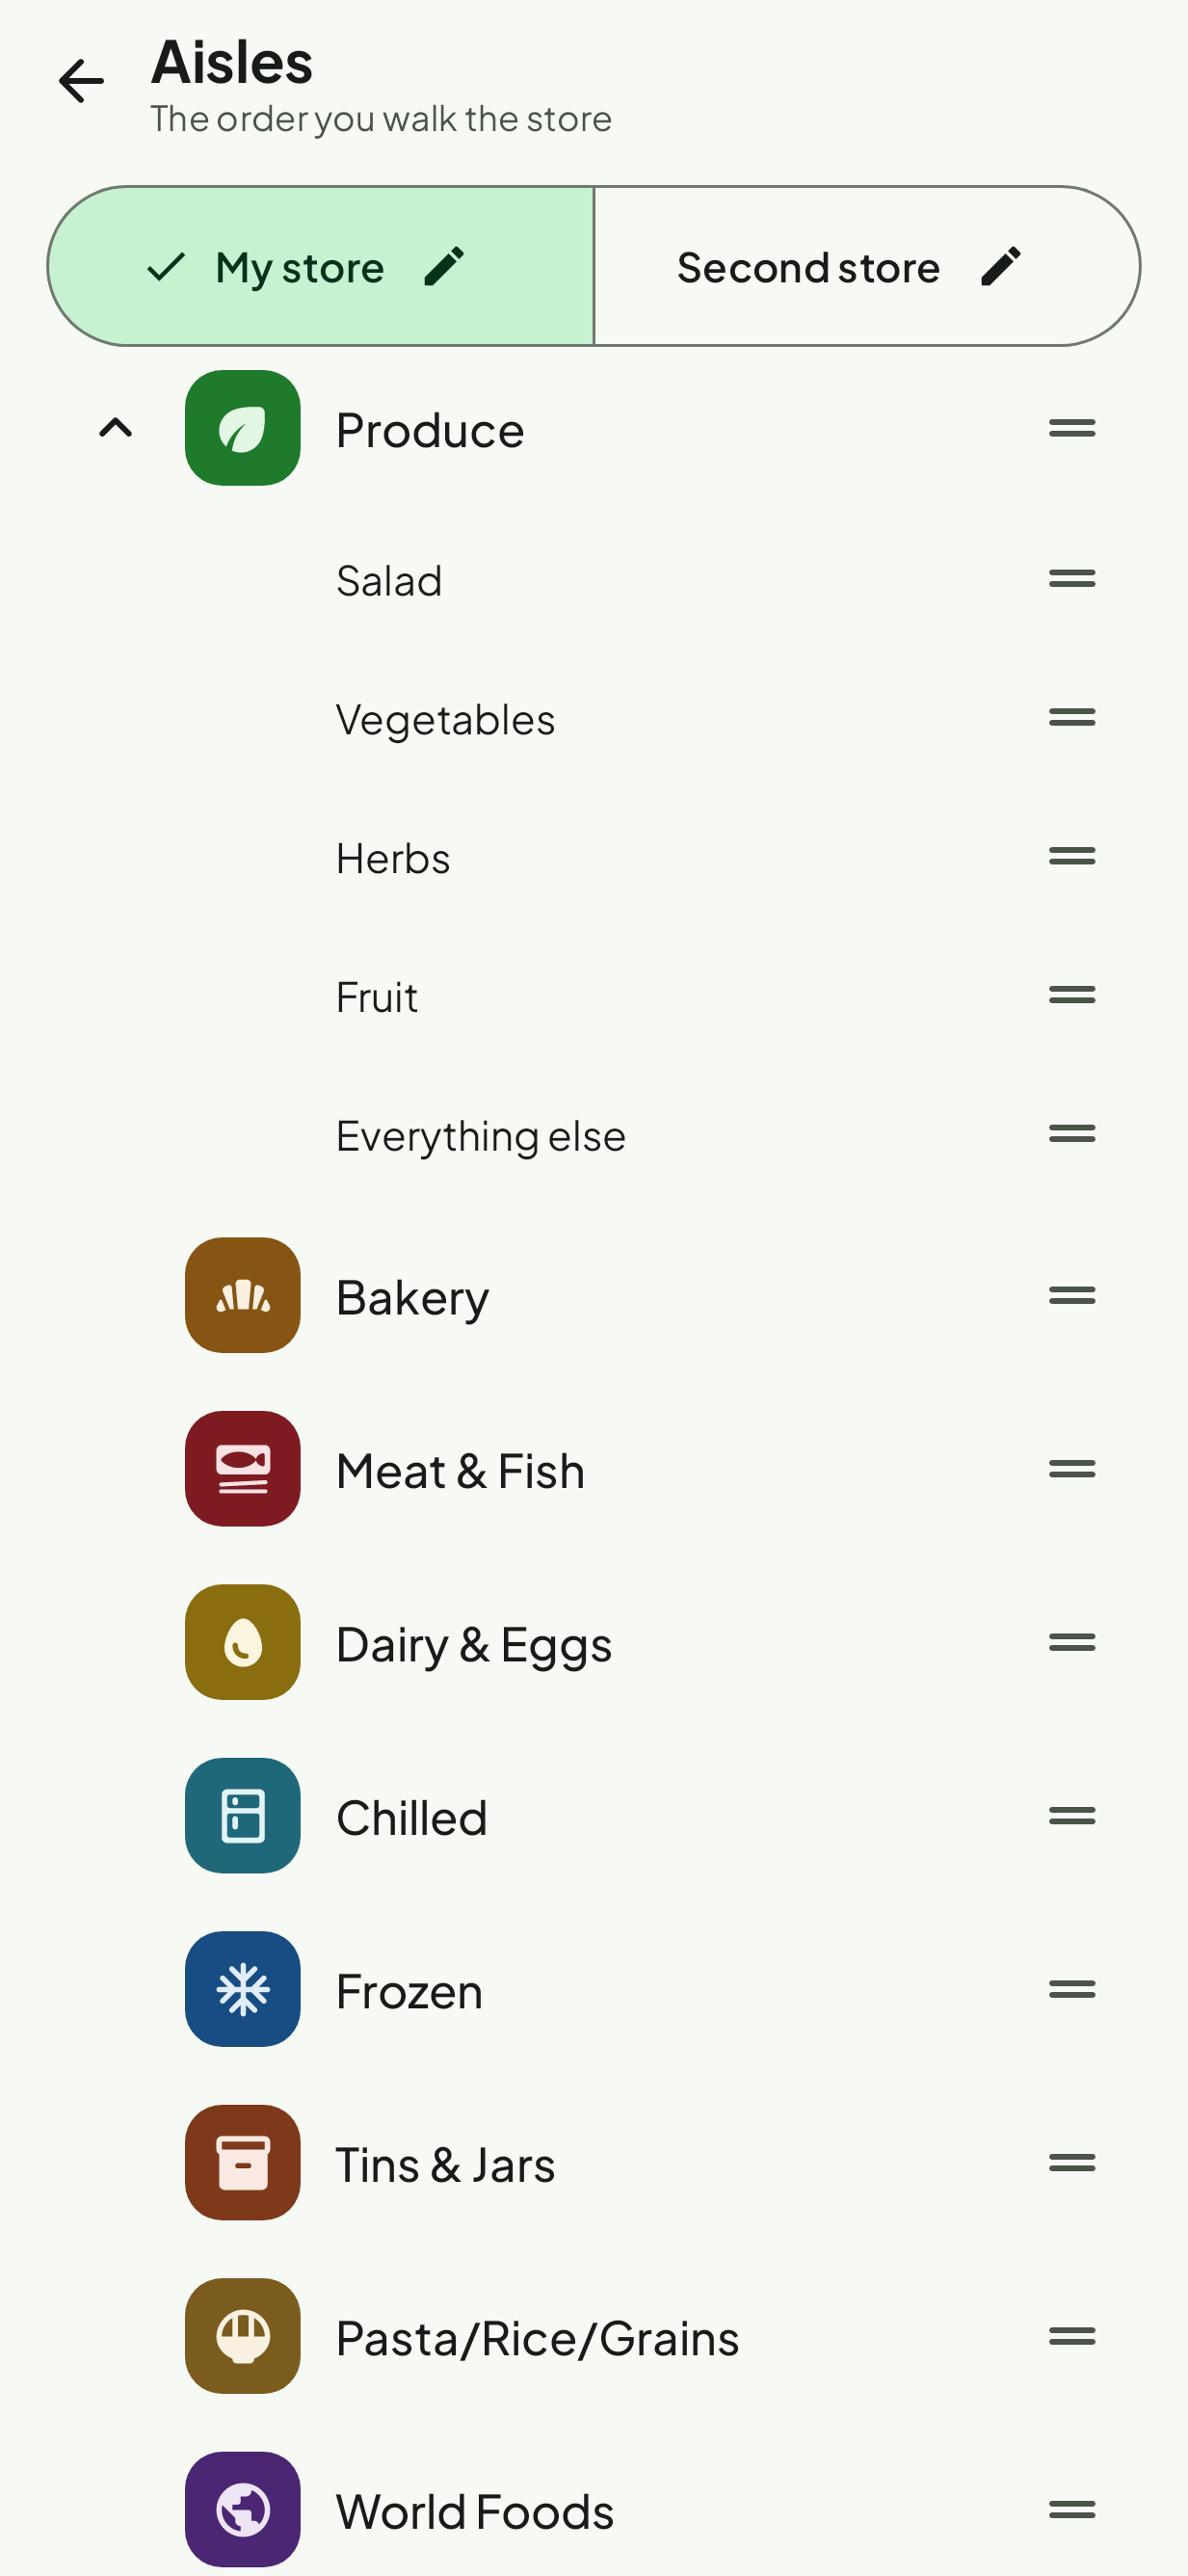 Aisles
The order you walk the store
My store
Second store
Produce
Salad
Vegetables
Herbs
Fruit
Everything else
Bakery
Meat & Fish
Dairy & Eggs
Chilled
Frozen
Tins & Jars
Pasta/Rice/Grains
World Foods